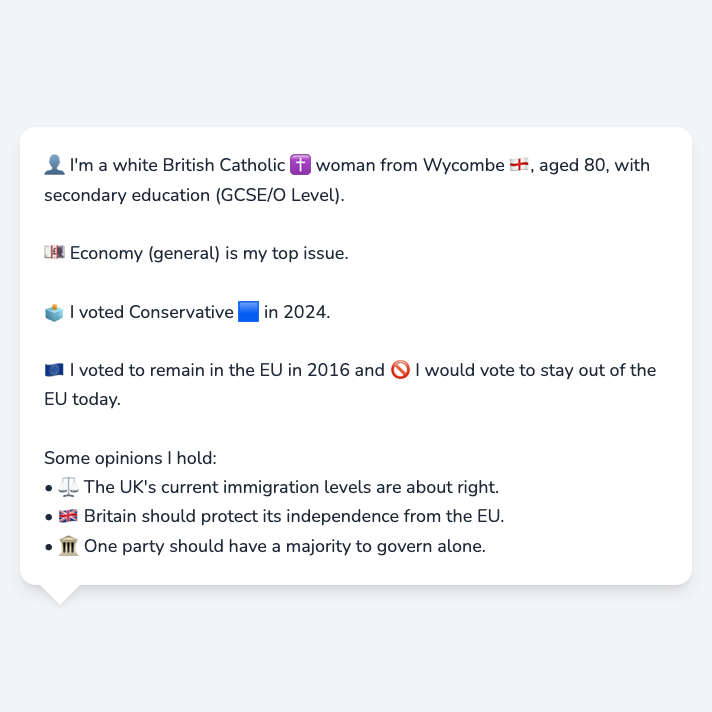 👤 I'm a white British Catholic ✝️ woman from Wycombe 🏴󠁧󠁢󠁥󠁮󠁧󠁿, aged 80, with
secondary education (GCSE/O Level).
💷 Economy (general) is my top issue.
🗳️ I voted Conservative 🟦 in 2024.
🇪🇺 I voted to remain in the EU in 2016 and 🚫 I would vote to stay out of the
EU today.
Some opinions I hold:
• ⚖️ The UK's current immigration levels are about right.
• 🇬🇧 Britain should protect its independence from the EU.
• 🏛️ One party should have a majority to govern alone.